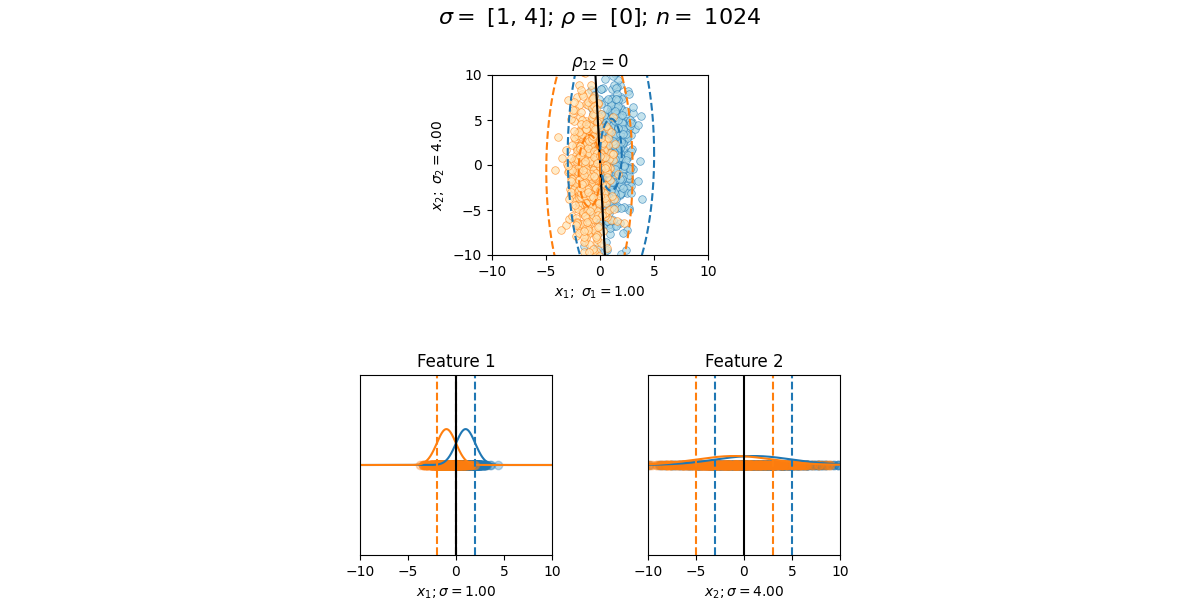 σ = [1, 4]; ρ = [0]; n = 1024
ρ₁₂ = 0
10
5
0
−5
−10
x₂; σ₂ = 4.00
−10 −5 0 5 10
x₁; σ₁ = 1.00
Feature 1 Feature 2
−10 −5 0 5 10 −10 −5 0 5 10
x₁; σ = 1.00 x₂; σ = 4.00